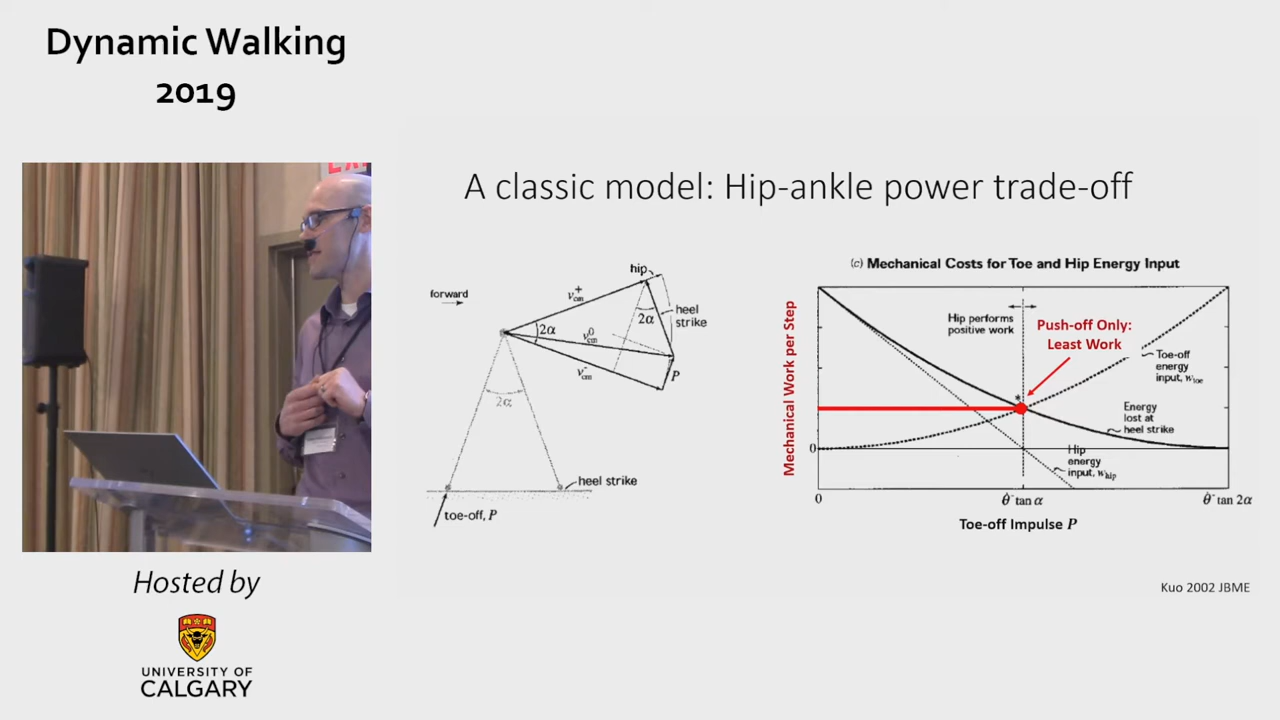 Dynamic Walking
2019
A classic model: Hip-ankle power trade-off
forward
hip
v⁺cm
2α
v⁰cm
v⁻cm
2α
heel
strike
P
2α
heel strike
toe-off, P
(c) Mechanical Costs for Toe and Hip Energy Input
Mechanical Work per Step
Hip performs
positive work
Push-off Only:
Least Work
*
Toe-off
energy
input, wtoe
Energy
lost at
heel strike
Hip
energy
input, whip
0
0
θ̇⁻ tan α
θ̇⁻ tan 2α
Toe-off Impulse P
Kuo 2002 JBME
Hosted by
UNIVERSITY OF
CALGARY